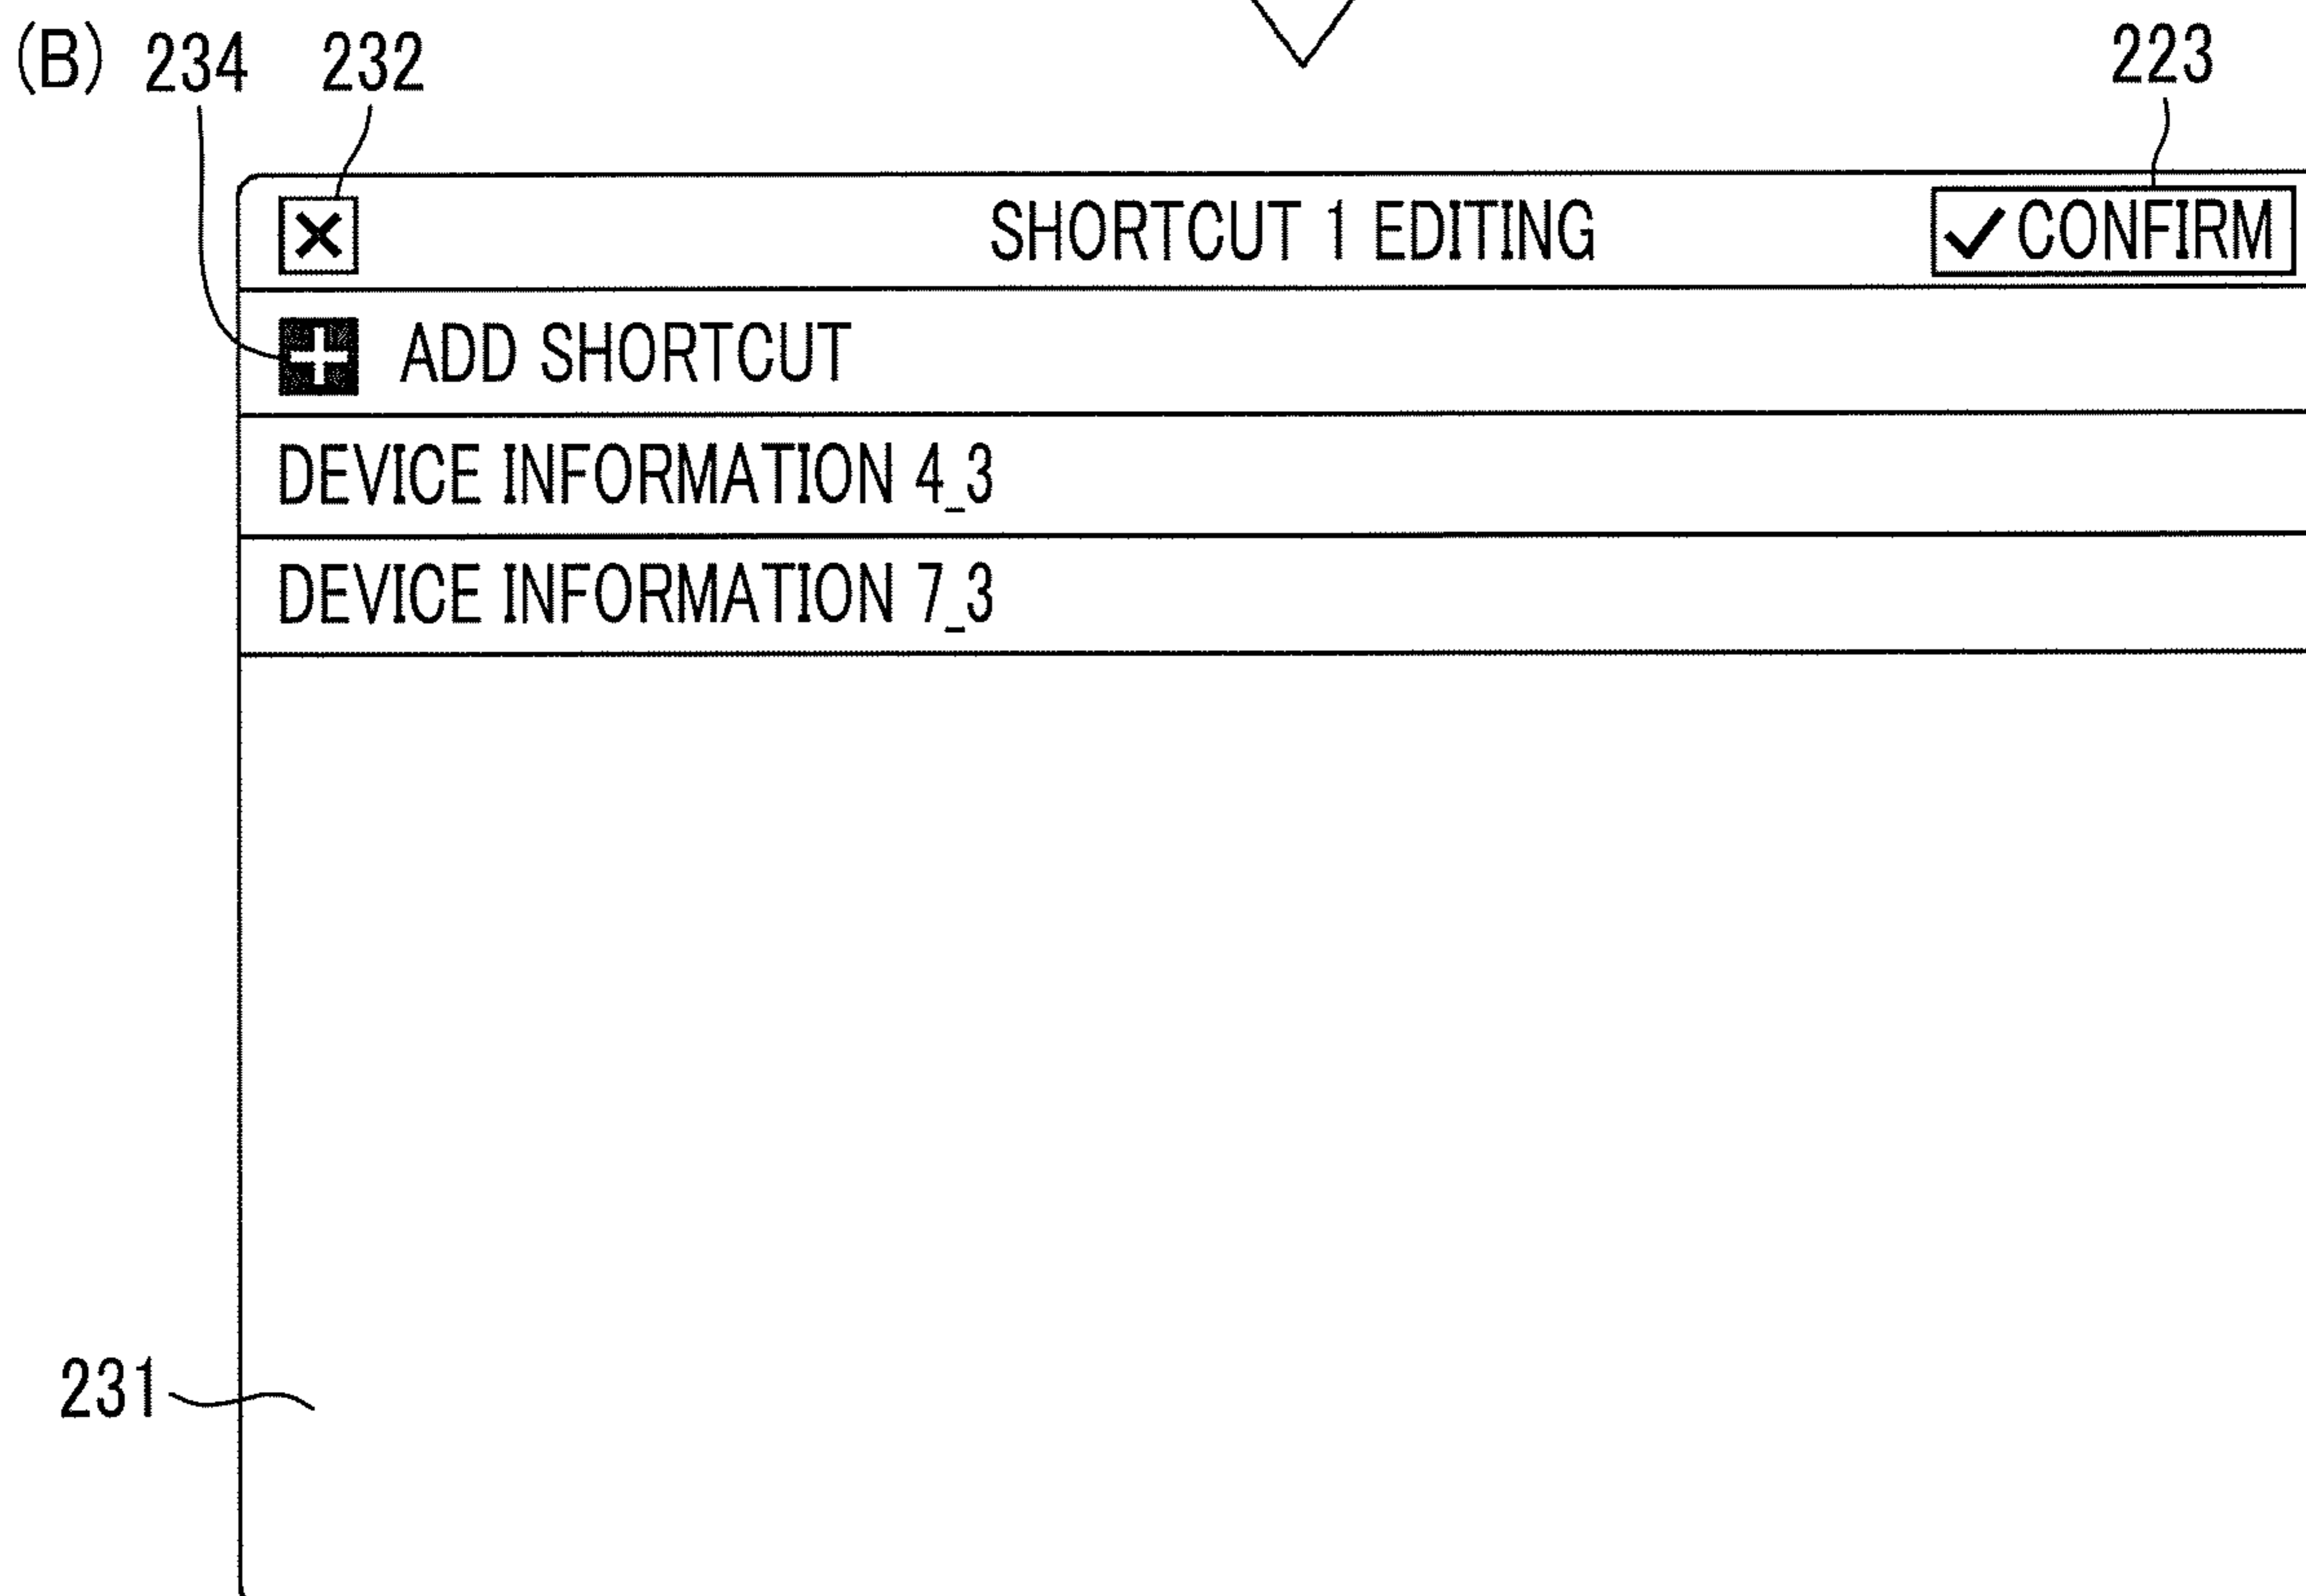 (B) 234 232 223
SHORTCUT 1 EDITING ✓CONFIRM
ADD SHORTCUT
DEVICE INFORMATION 4_3
DEVICE INFORMATION 7_3
231